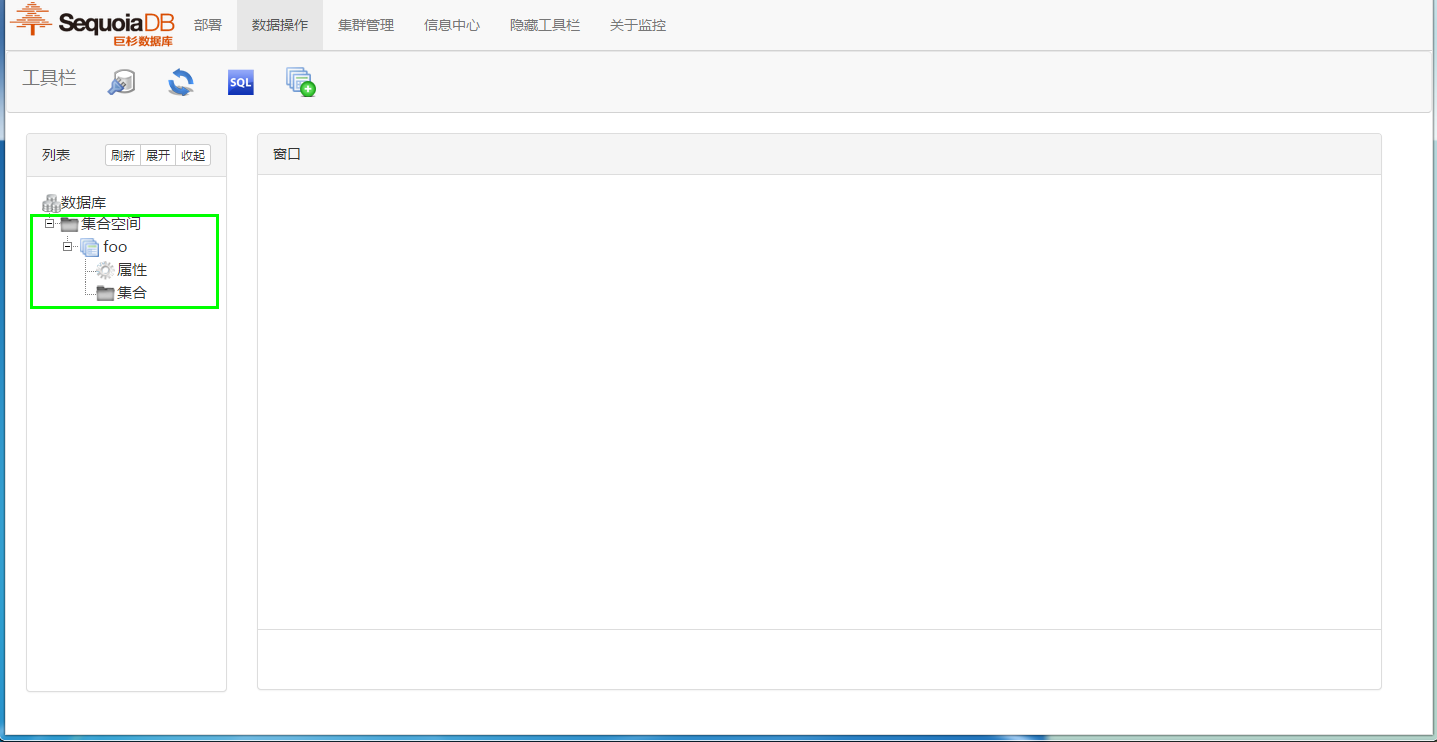 SequoiaDB 部署 数据操作 集群管理 信息中心 隐藏工具栏 关于监控
巨杉数据库
工具栏 SQL
列表 刷新 展开 收起 窗口
数据库
集合空间
foo
属性
集合